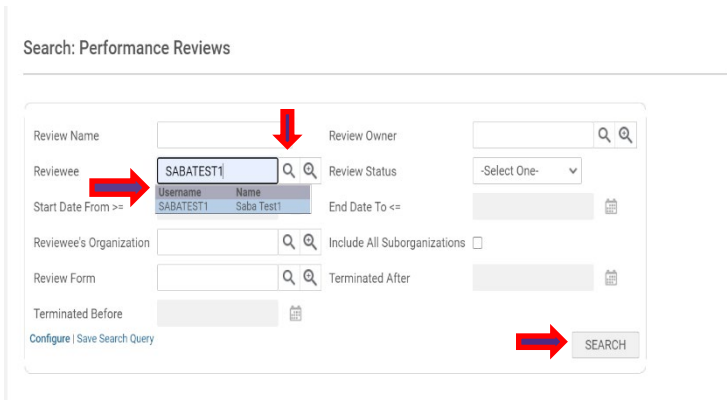 Search: Performance Reviews
Review Name Review Owner
Reviewee SABATEST1 Review Status -Select One-
Username Name
SABATEST1 Saba Test1
Start Date From >= End Date To <=
Reviewee's Organization Include All Suborganizations
Review Form Terminated After
Terminated Before
Configure | Save Search Query
SEARCH